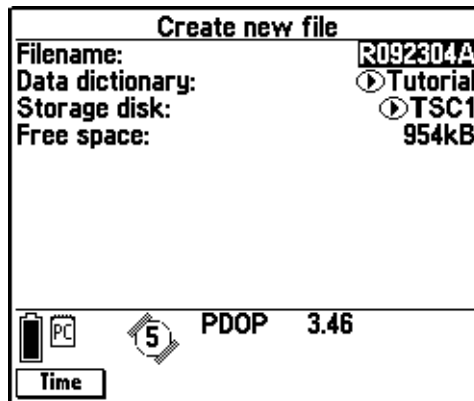 Create new file
Filename: R092304A
Data dictionary: Tutorial
Storage disk: TSC1
Free space: 954kB
PC 5 PDOP 3.46
Time